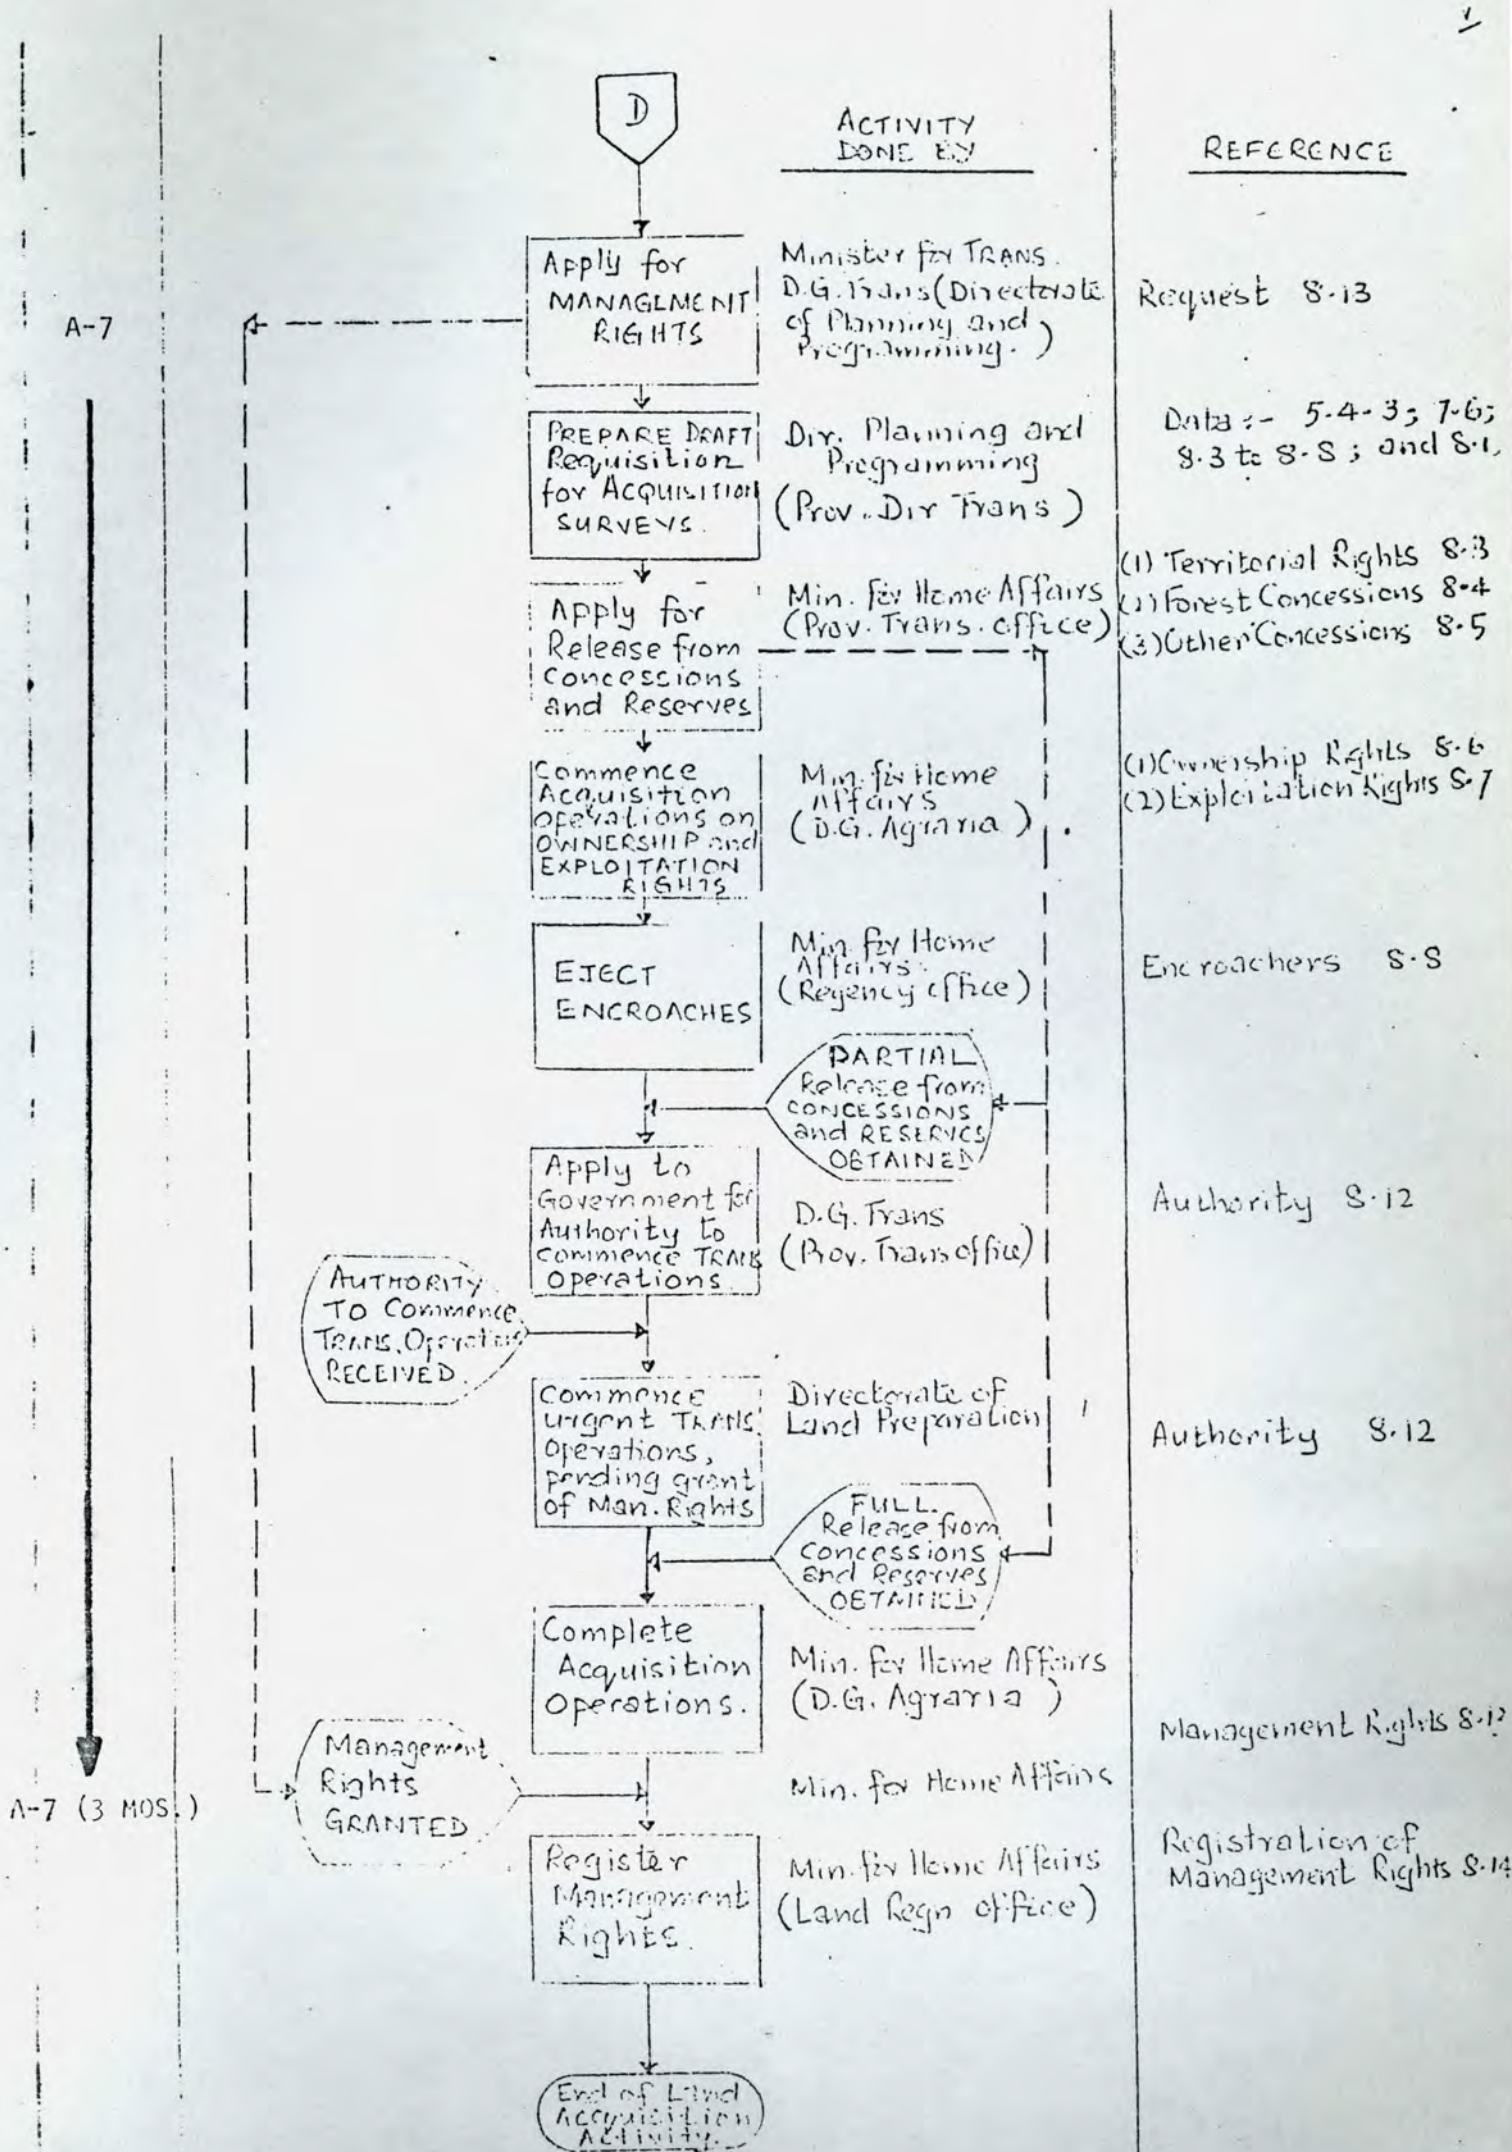 D
ACTIVITY
DONE BY
REFERENCE
A-7
Apply for
MANAGEMENT
RIGHTS
Minister for TRANS.
D.G. Trans (Directorate
of Planning and
Programming.)
Request 8.13
PREPARE DRAFT
Requisition
for ACQUISITION
SURVEYS.
Dir. Planning and
Programming
(Prov. Dir Trans)
Data :- 5.4.3; 7.6;
8.3 to 8.8; and 8.1
Apply for
Release from
Concessions
and Reserves
Min. for Home Affairs
(Prov. Trans. office)
(1) Territorial Rights 8.3
(2) Forest Concessions 8.4
(3) Other Concessions 8.5
Commence
Acquisition
operations on
OWNERSHIP and
EXPLOITATION
RIGHTS
Min. for Home
Affairs
(D.G. Agraria)
(1) Ownership Rights 8.6
(2) Exploitation Rights 8.7
EJECT
ENCROACHES
Min. for Home
Affairs.
(Regency office)
Encroachers 8.8
PARTIAL
Release from
CONCESSIONS
and RESERVES
OBTAINED
Apply to
Government for
Authority to
Commence TRANS
Operations.
D.G. Trans
(Prov. Trans office)
Authority 8.12
AUTHORITY
TO Commence
TRANS. Operations
RECEIVED.
Commence
urgent TRANS.
Operations,
pending grant
of Man. Rights
Directorate of
Land Preparation
Authority 8.12
FULL.
Release from
Concessions
and Reserves
OBTAINED
Complete
Acquisition
Operations.
Min. for Home Affairs
(D.G. Agraria)
Management
Rights
GRANTED
Min. for Home Affairs
Management Rights
A-7 (3 MOS.)
Register
Management
Rights.
Min. for Home Affairs
(Land Regn office)
Registration of
Management Rights 8.14
End of Land
Accquisition
Activity.